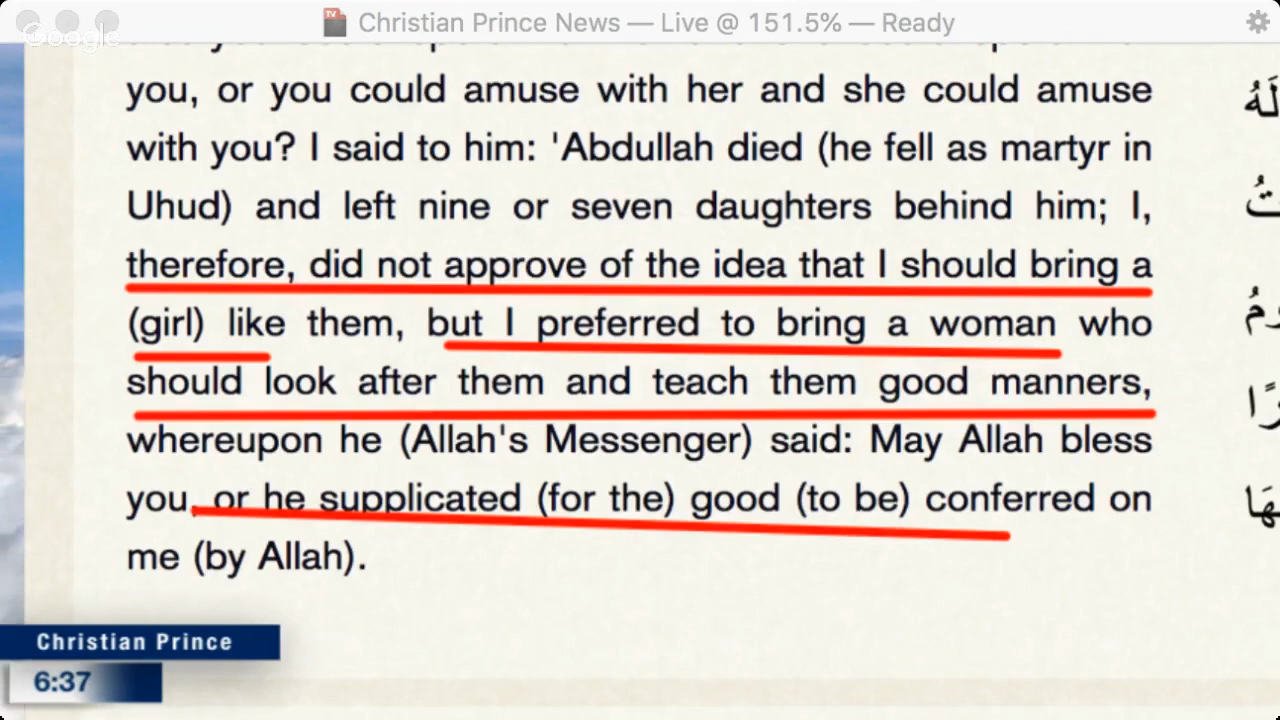 Christian Prince News — Live @ 151.5% — Ready
Google
you, or you could amuse with her and she could amuse
with you? I said to him: 'Abdullah died (he fell as martyr in
Uhud) and left nine or seven daughters behind him; I,
therefore, did not approve of the idea that I should bring a
(girl) like them, but I preferred to bring a woman who
should look after them and teach them good manners,
whereupon he (Allah's Messenger) said: May Allah bless
you, or he supplicated (for the) good (to be) conferred on
me (by Allah).
Christian Prince
6:37